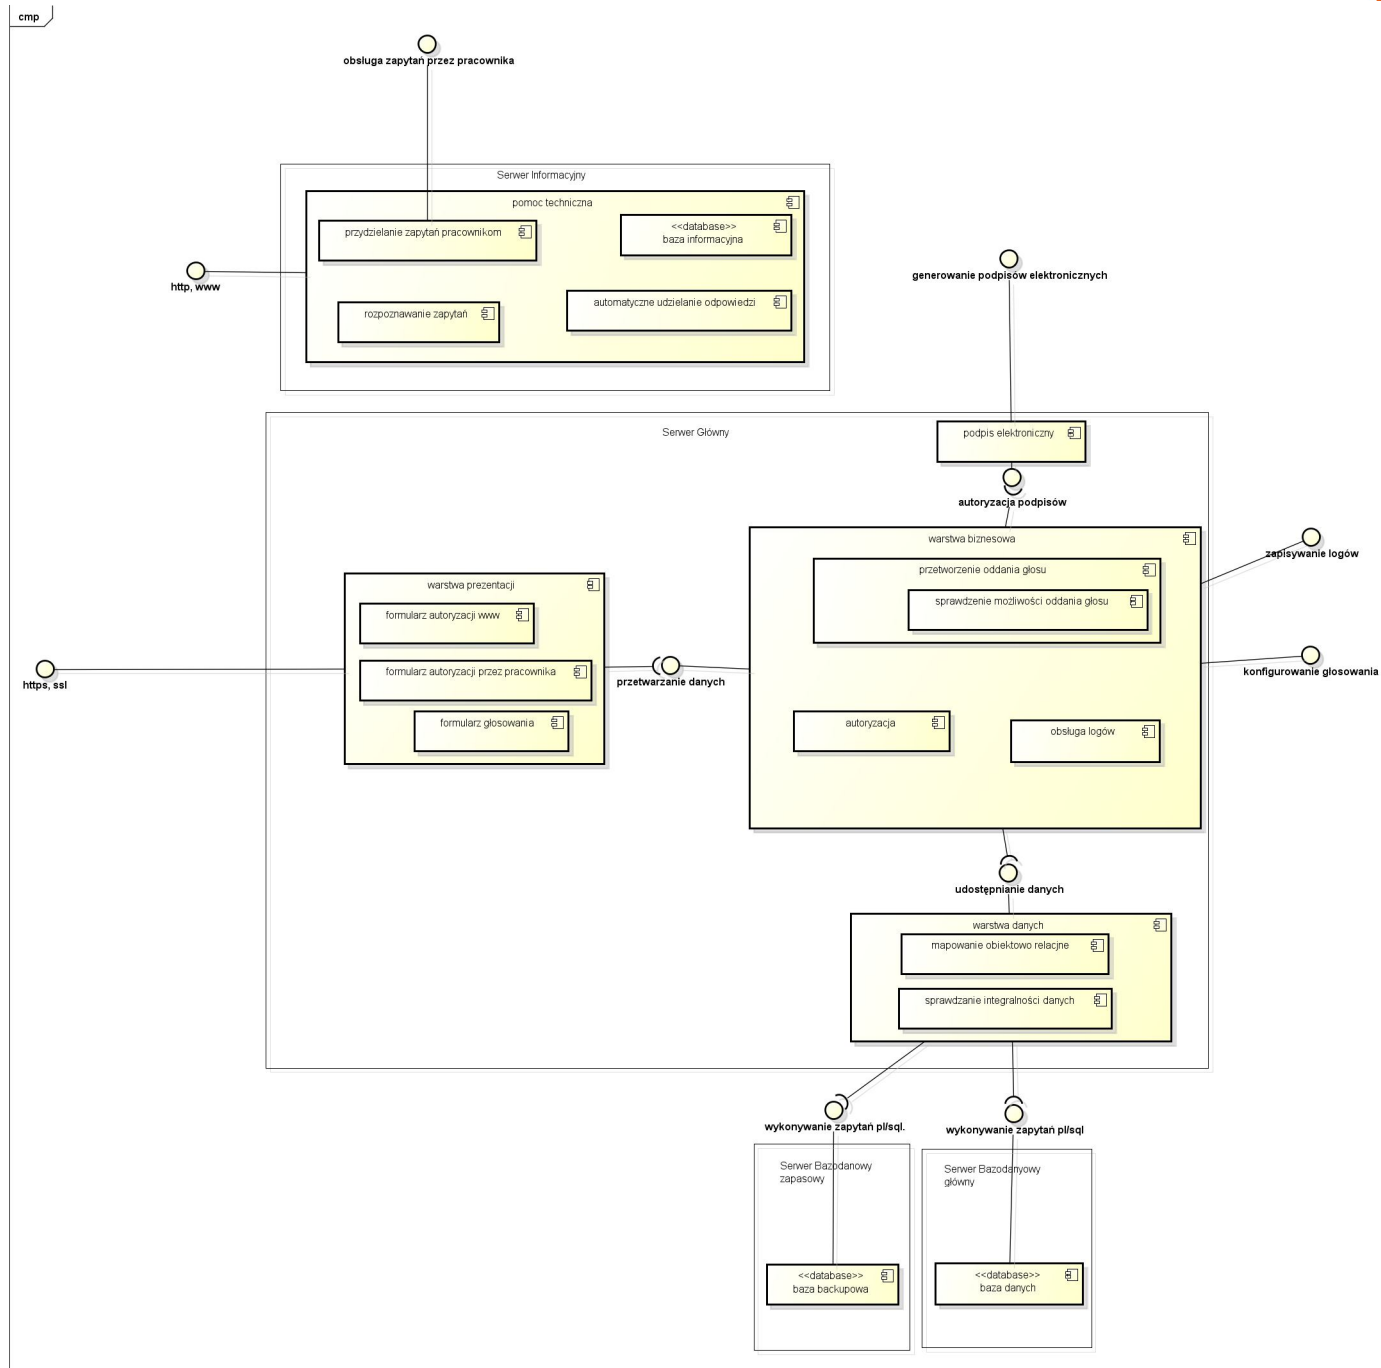 cmp
obsługa zapytań przez pracownika
Serwer Informacyjny
pomoc techniczna
przydzielanie zapytań pracownikom
<<database>>
baza informacyjna
http, www
rozpoznawanie zapytań
automatyczne udzielanie odpowiedzi
generowanie podpisów elektronicznych
Serwer Główny
podpis elektroniczny
autoryzacja podpisów
warstwa biznesowa
przetworzenie oddania głosu
sprawdzenie możliwości oddania głosu
zapisywanie logów
warstwa prezentacji
formularz autoryzacji www
formularz autoryzacji przez pracownika
formularz głosowania
https, ssl
przetwarzanie danych
konfigurowanie glosowania
autoryzacja
obsługa logów
udostępnianie danych
warstwa danych
mapowanie obiektowo relacjne
sprawdzanie integralności danych
wykonywanie zapytań pl/sql.
wykonywanie zapytań pl/sql
Serwer Bazodanowy
zapasowy
Serwer Bazodanyowy
główny
<<database>>
baza backupowa
<<database>>
baza danych